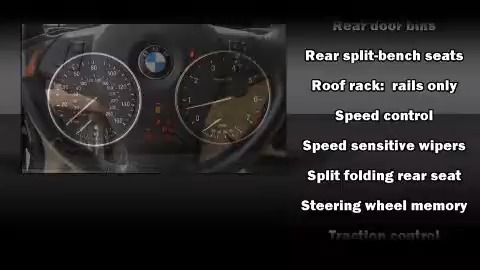 Rear door bins
Rear split-bench seats
Roof rack:  rails only
Speed control
Speed sensitive wipers
Split folding rear seat
Steering wheel memory
Traction control